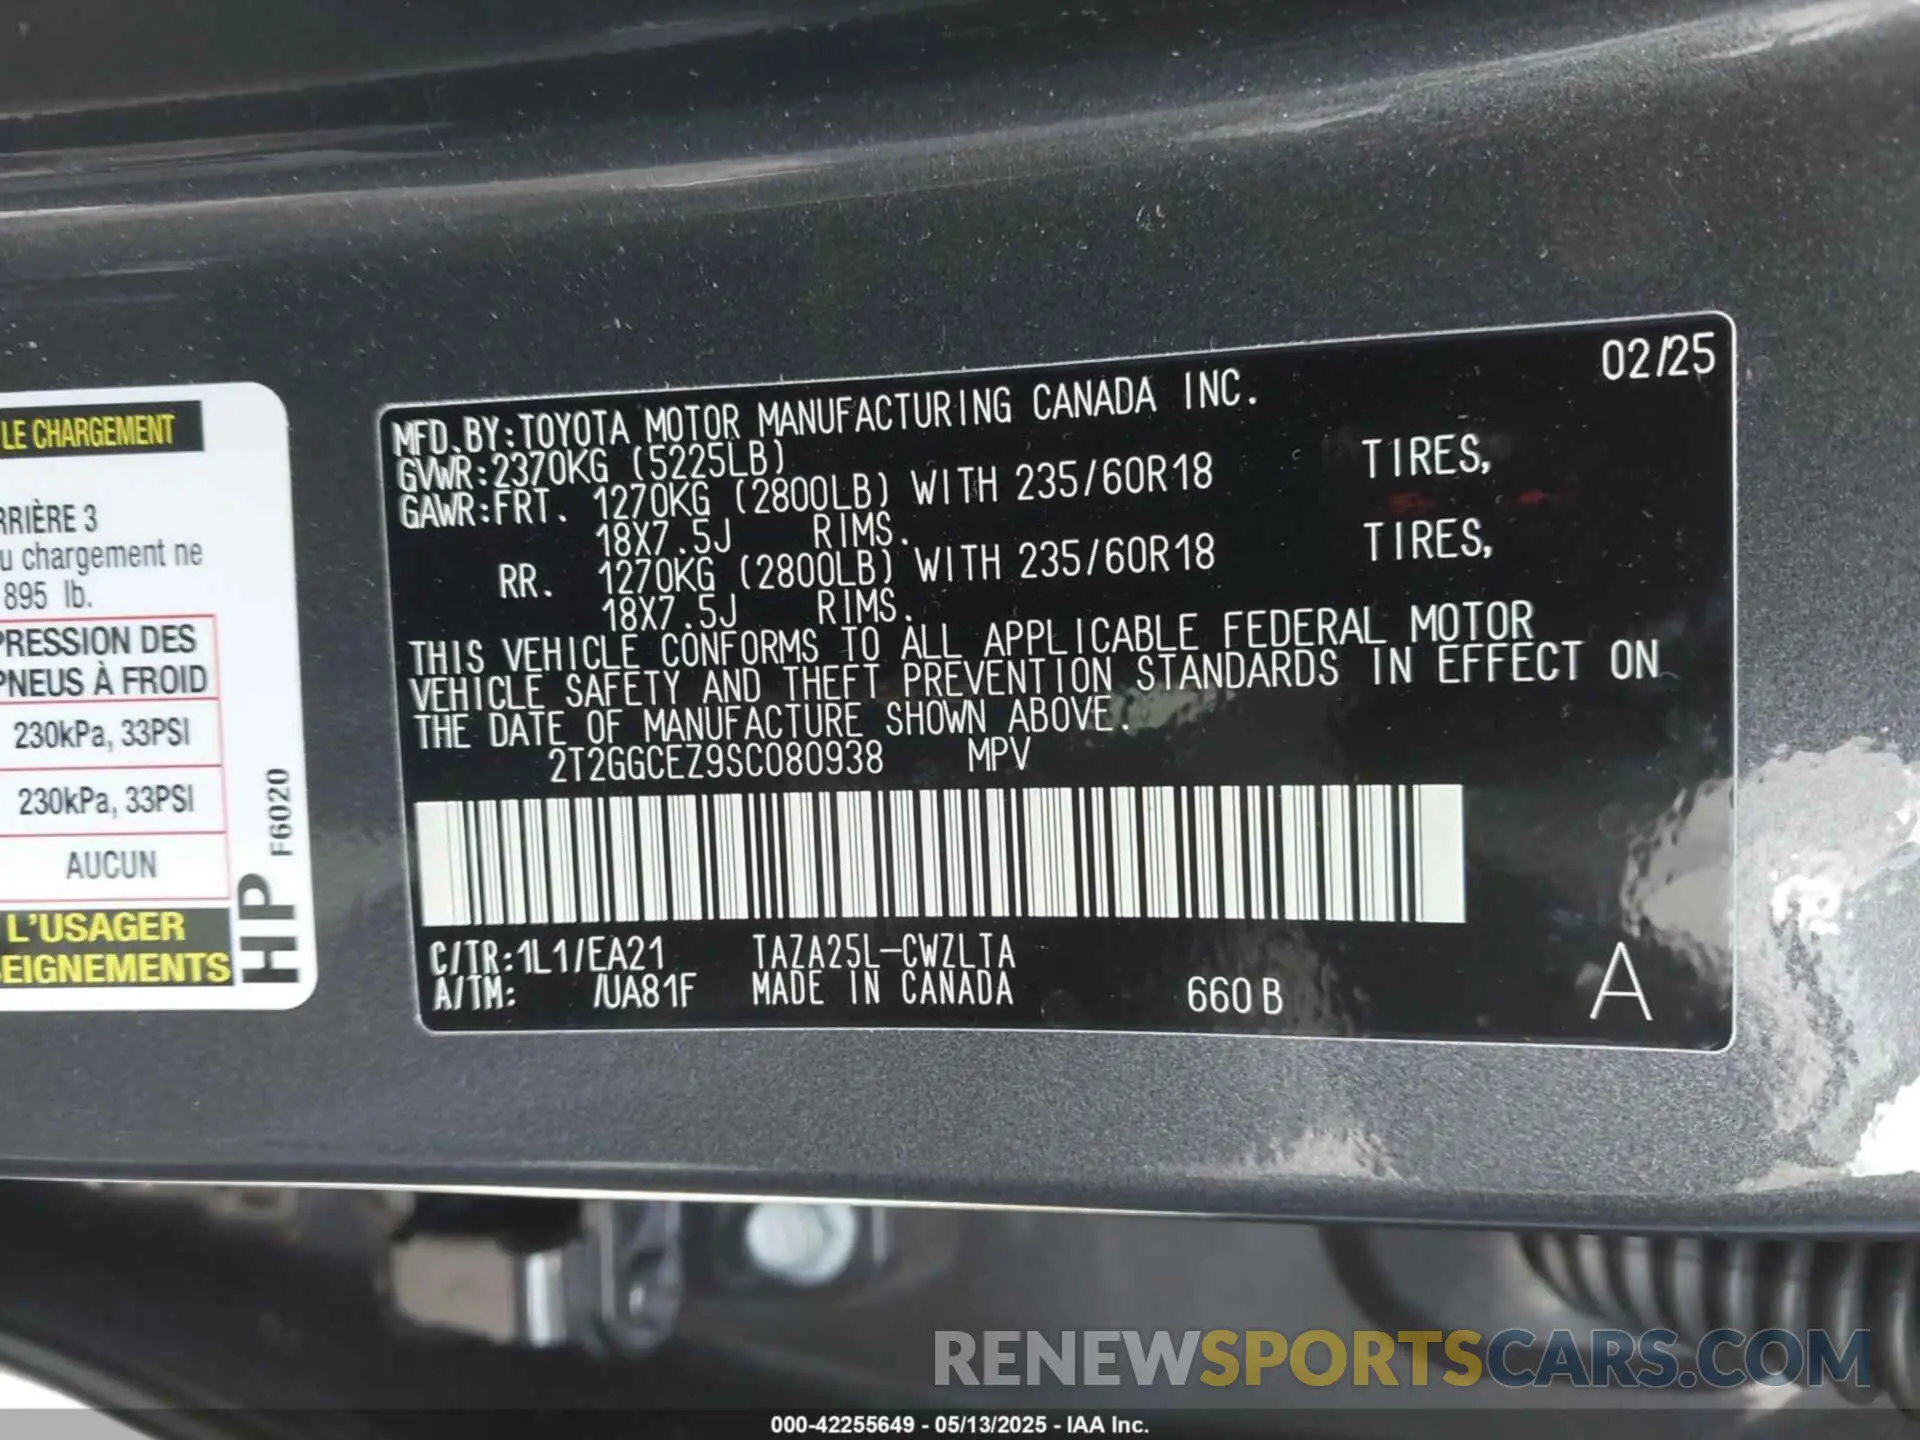 LE CHARGEMENT
RRIÈRE 3
u chargement ne
895 lb.
PRESSION DES
PNEUS À FROID
230kPa, 33PSI
230kPa, 33PSI
AUCUN
L'USAGER
SEIGNEMENTS
HP
F6020
02/25
MFD.BY:TOYOTA MOTOR MANUFACTURING CANADA INC.
GVWR:2370KG (5225LB)
GAWR:FRT. 1270KG (2800LB) WITH 235/60R18 TIRES,
18X7.5J RIMS.
RR. 1270KG (2800LB) WITH 235/60R18 TIRES,
18X7.5J RIMS.
THIS VEHICLE CONFORMS TO ALL APPLICABLE FEDERAL MOTOR
VEHICLE SAFETY AND THEFT PREVENTION STANDARDS IN EFFECT ON
THE DATE OF MANUFACTURE SHOWN ABOVE.
2T2GGCEZ9SC080938 MPV
C/TR:1L1/EA21 TAZA25L-CWZLTA
A/TM: /UA81F MADE IN CANADA 660B A
RENEWSPORTSCARS.COM
000-42255649 - 05/13/2025 - IAA Inc.